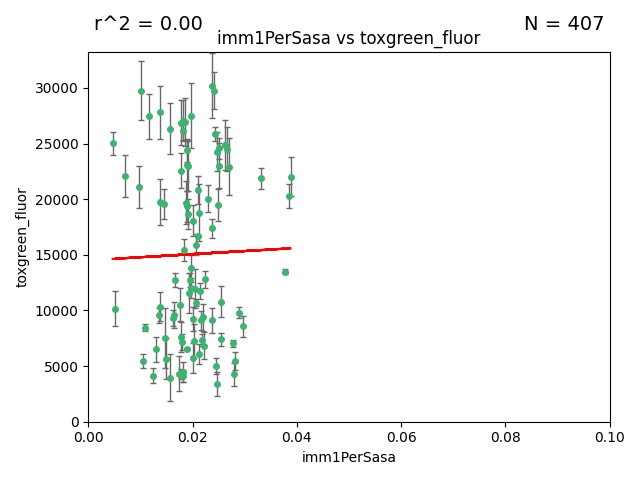 r^2 = 0.00
N = 407
imm1PerSasa vs toxgreen_fluor
toxgreen_fluor
30000
25000
20000
15000
10000
5000
0
0.00
0.02
0.04
0.06
0.08
0.10
imm1PerSasa